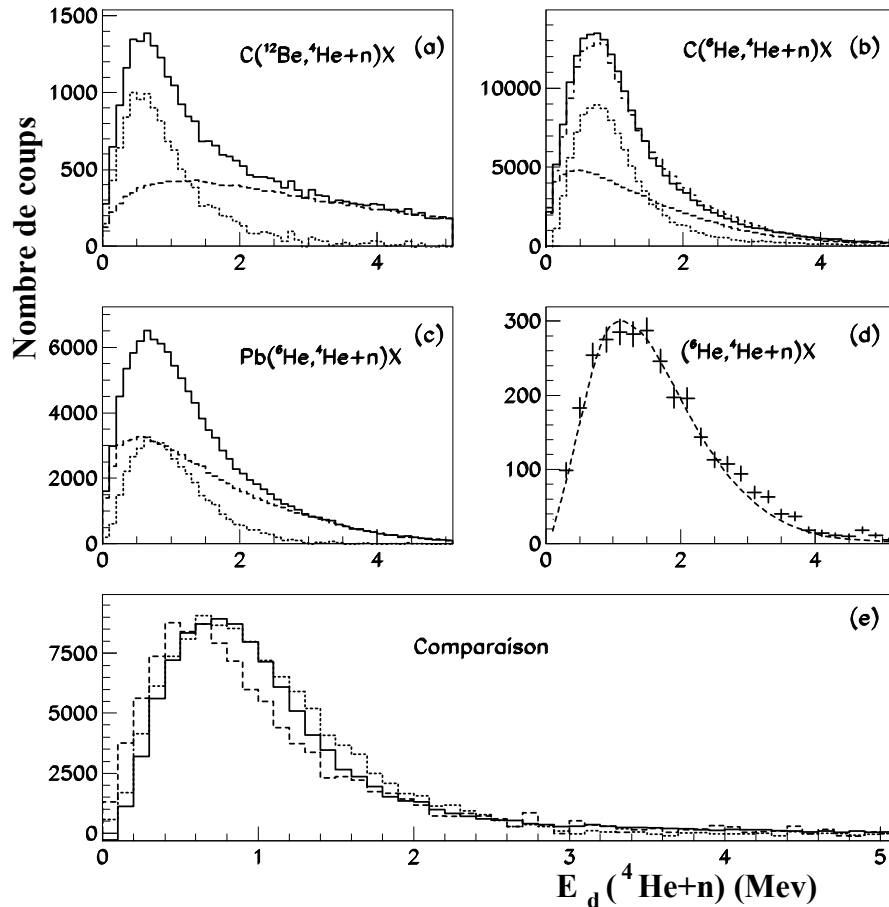 C(¹²Be,⁴He+n)X (a)
1500
1000
500
0
0 2 4
C(⁶He,⁴He+n)X (b)
10000
5000
0
0 2 4
Nombre de coups
Pb(⁶He,⁴He+n)X (c)
6000
4000
2000
0
0 2 4
(⁶He,⁴He+n)X (d)
300
200
100
0
0 2 4
Comparaison (e)
7500
5000
2500
0
0 1 2 3 4 5
E_d (⁴He+n) (Mev)